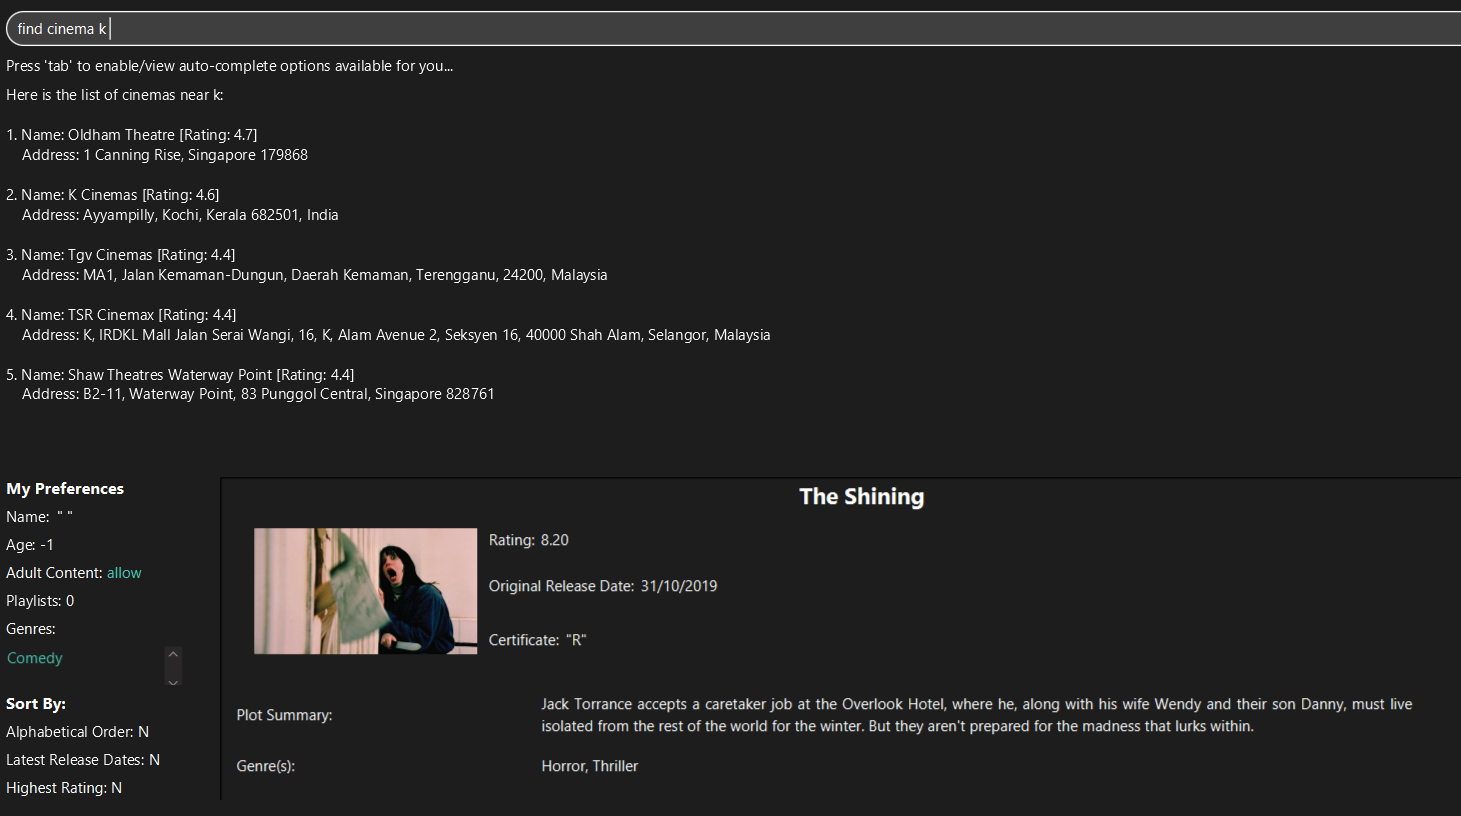 find cinema k
Press 'tab' to enable/view auto-complete options available for you...
Here is the list of cinemas near k:
1. Name: Oldham Theatre [Rating: 4.7]
Address: 1 Canning Rise, Singapore 179868
2. Name: K Cinemas [Rating: 4.6]
Address: Ayyampilly, Kochi, Kerala 682501, India
3. Name: Tgv Cinemas [Rating: 4.4]
Address: MA1, Jalan Kemaman-Dungun, Daerah Kemaman, Terengganu, 24200, Malaysia
4. Name: TSR Cinemax [Rating: 4.4]
Address: K, IRDKL Mall Jalan Serai Wangi, 16, K, Alam Avenue 2, Seksyen 16, 40000 Shah Alam, Selangor, Malaysia
5. Name: Shaw Theatres Waterway Point [Rating: 4.4]
Address: B2-11, Waterway Point, 83 Punggol Central, Singapore 828761
My Preferences
Name: " "
Age: -1
Adult Content: allow
Playlists: 0
Genres:
Comedy
Sort By:
Alphabetical Order: N
Latest Release Dates: N
Highest Rating: N
The Shining
Rating: 8.20
Original Release Date: 31/10/2019
Certificate: "R"
Plot Summary:
Jack Torrance accepts a caretaker job at the Overlook Hotel, where he, along with his wife Wendy and their son Danny, must live
isolated from the rest of the world for the winter. But they aren't prepared for the madness that lurks within.
Genre(s):
Horror, Thriller